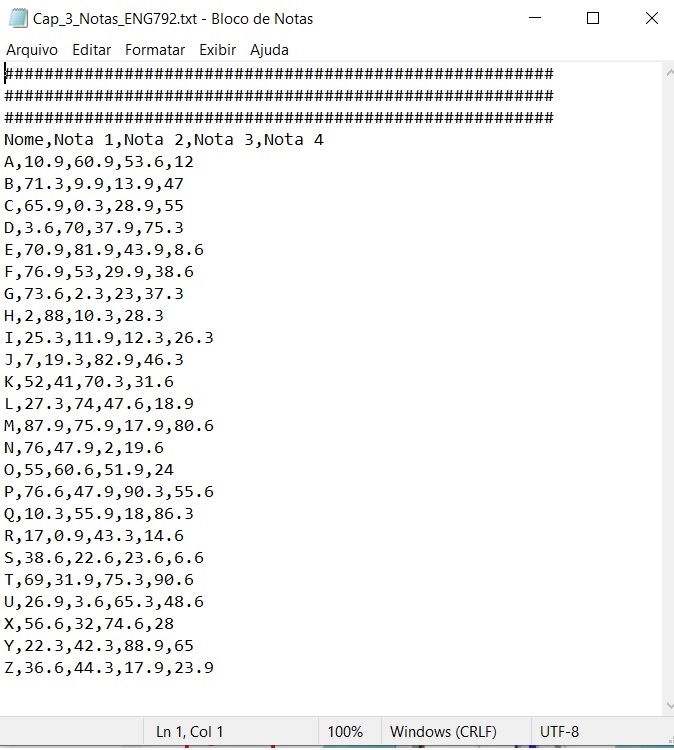 Cap_3_Notas_ENG792.txt - Bloco de Notas
Arquivo Editar Formatar Exibir Ajuda
#######################################################
#######################################################
#######################################################
Nome,Nota 1,Nota 2,Nota 3,Nota 4
A,10.9,60.9,53.6,12
B,71.3,9.9,13.9,47
C,65.9,0.3,28.9,55
D,3.6,70,37.9,75.3
E,70.9,81.9,43.9,8.6
F,76.9,53,29.9,38.6
G,73.6,2.3,23,37.3
H,2,88,10.3,28.3
I,25.3,11.9,12.3,26.3
J,7,19.3,82.9,46.3
K,52,41,70.3,31.6
L,27.3,74,47.6,18.9
M,87.9,75.9,17.9,80.6
N,76,47.9,2,19.6
O,55,60.6,51.9,24
P,76.6,47.9,90.3,55.6
Q,10.3,55.9,18,86.3
R,17,0.9,43.3,14.6
S,38.6,22.6,23.6,6.6
T,69,31.9,75.3,90.6
U,26.9,3.6,65.3,48.6
X,56.6,32,74.6,28
Y,22.3,42.3,88.9,65
Z,36.6,44.3,17.9,23.9
Ln 1, Col 1 100% Windows (CRLF) UTF-8